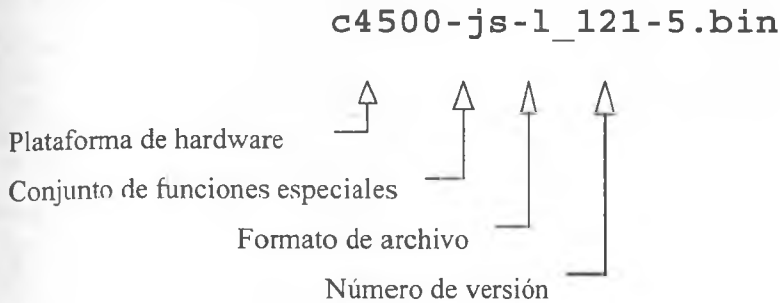 c4500-js-l_121-5.bin
Plataforma de hardware
Conjunto de funciones especiales
Formato de archivo
Número de versión